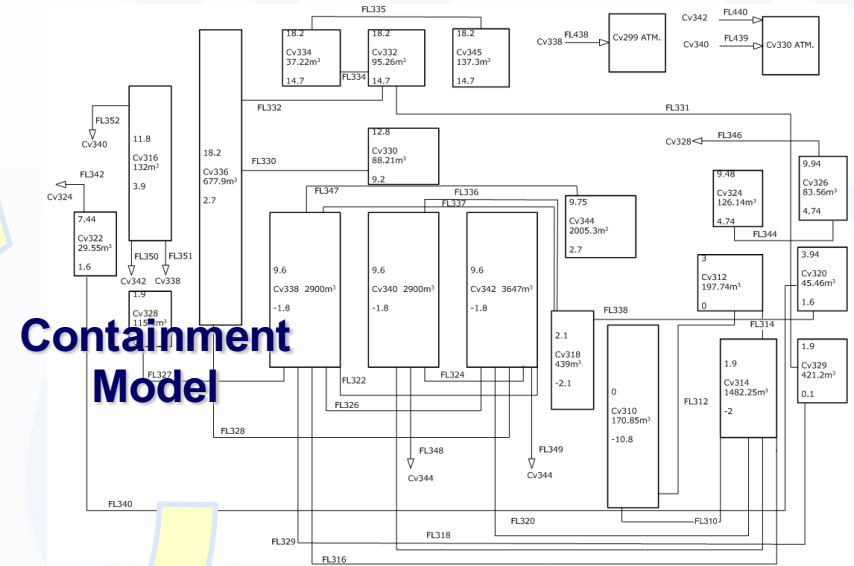 FL335
18.2
Cv334
37.22m³
14.7
18.2
Cv332
95.26m³
14.7
18.2
Cv345
137.3m³
14.7
FL334
Cv338
FL438
Cv299 ATM.
Cv342
FL440
Cv340
FL439
Cv330 ATM.
FL352
Cv340
FL342
Cv324
11.8
Cv316
132m³
3.9
18.2
Cv336
677.9m³
2.7
FL332
FL331
FL330
12.8
Cv330
88.21m³
9.2
Cv328
FL346
9.94
Cv326
83.56m³
4.74
9.48
Cv324
126.14m³
4.74
FL344
FL347
FL336
FL337
9.75
Cv344
2005.3m³
2.7
7.44
Cv322
29.55m³
1.6
FL350
FL351
Cv342
Cv338
1.9
Cv328
9.6
Cv338 2900m³
-1.8
9.6
Cv340 2900m³
-1.8
9.6
Cv342 3647m³
-1.8
3
Cv312
197.74m³
0
3.94
Cv320
45.46m³
1.6
FL338
FL314
2.1
Cv318
439m³
-2.1
0
Cv310
170.85m³
-10.8
FL312
1.9
Cv314
1482.25m³
-2
1.9
Cv329
421.2m³
0.1
Containment
Model
FL327
FL322
FL324
FL326
FL328
FL348
Cv344
FL349
Cv344
FL340
FL320
FL310
FL329
FL318
FL316